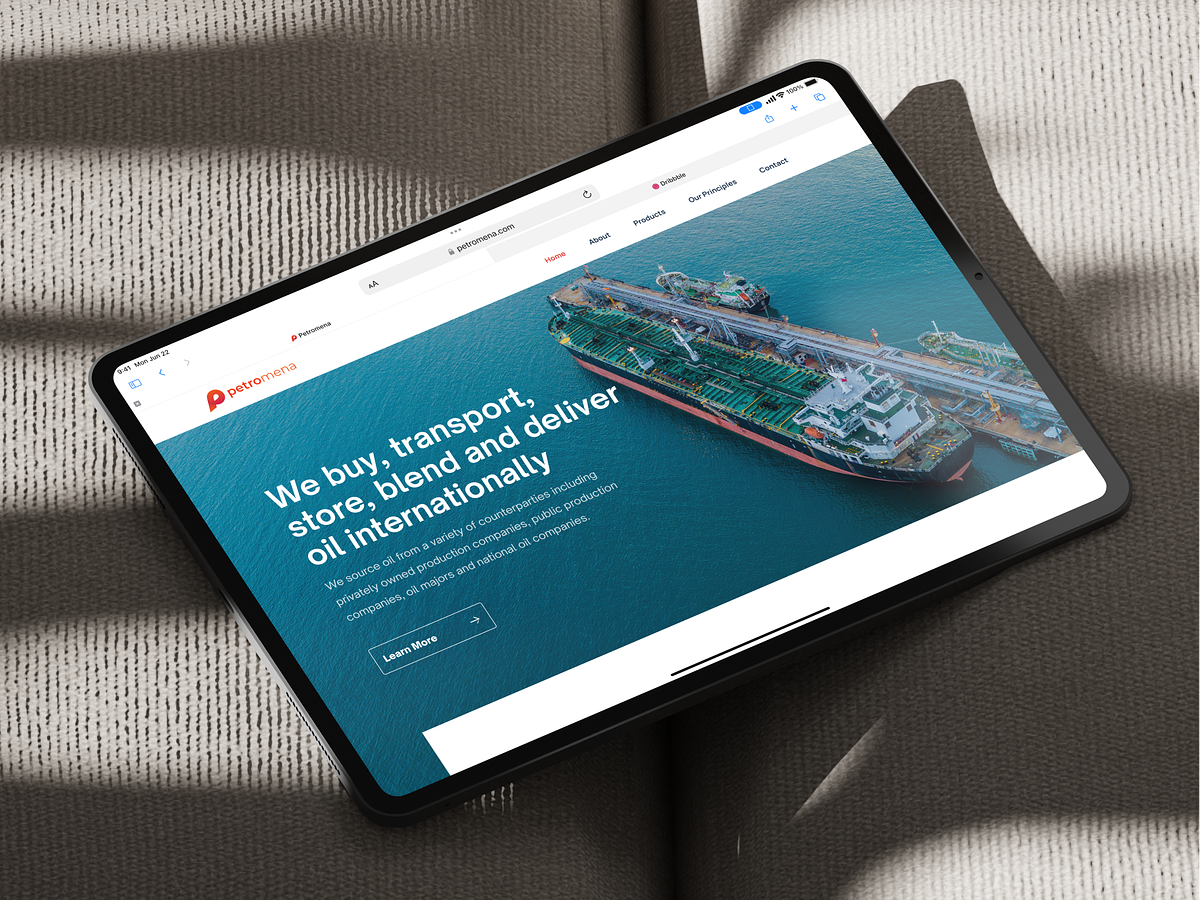 9:41 Mon Jun 22
100%
AA
petromena.com
Petromena
Dribbble
petromena
Home
About
Products
Our Principles
Contact
We buy, transport,
store, blend and deliver
oil internationally
We source oil from a variety of counterparties including
privately owned production companies, public production
companies, oil majors and national oil companies.
Learn More